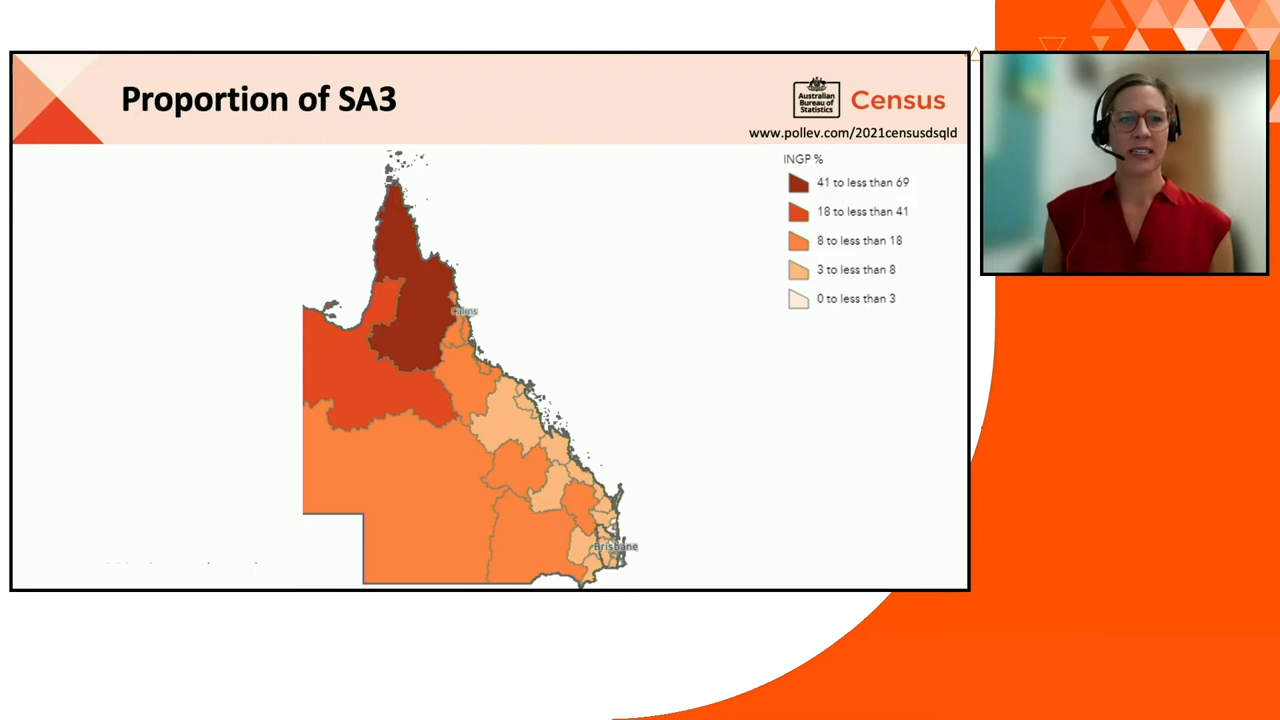 Proportion of SA3
Australian
Bureau of
Statistics
Census
www.pollev.com/2021censusdsqld
INGP %
41 to less than 69
18 to less than 41
8 to less than 18
3 to less than 8
0 to less than 3
Cairns
Brisbane